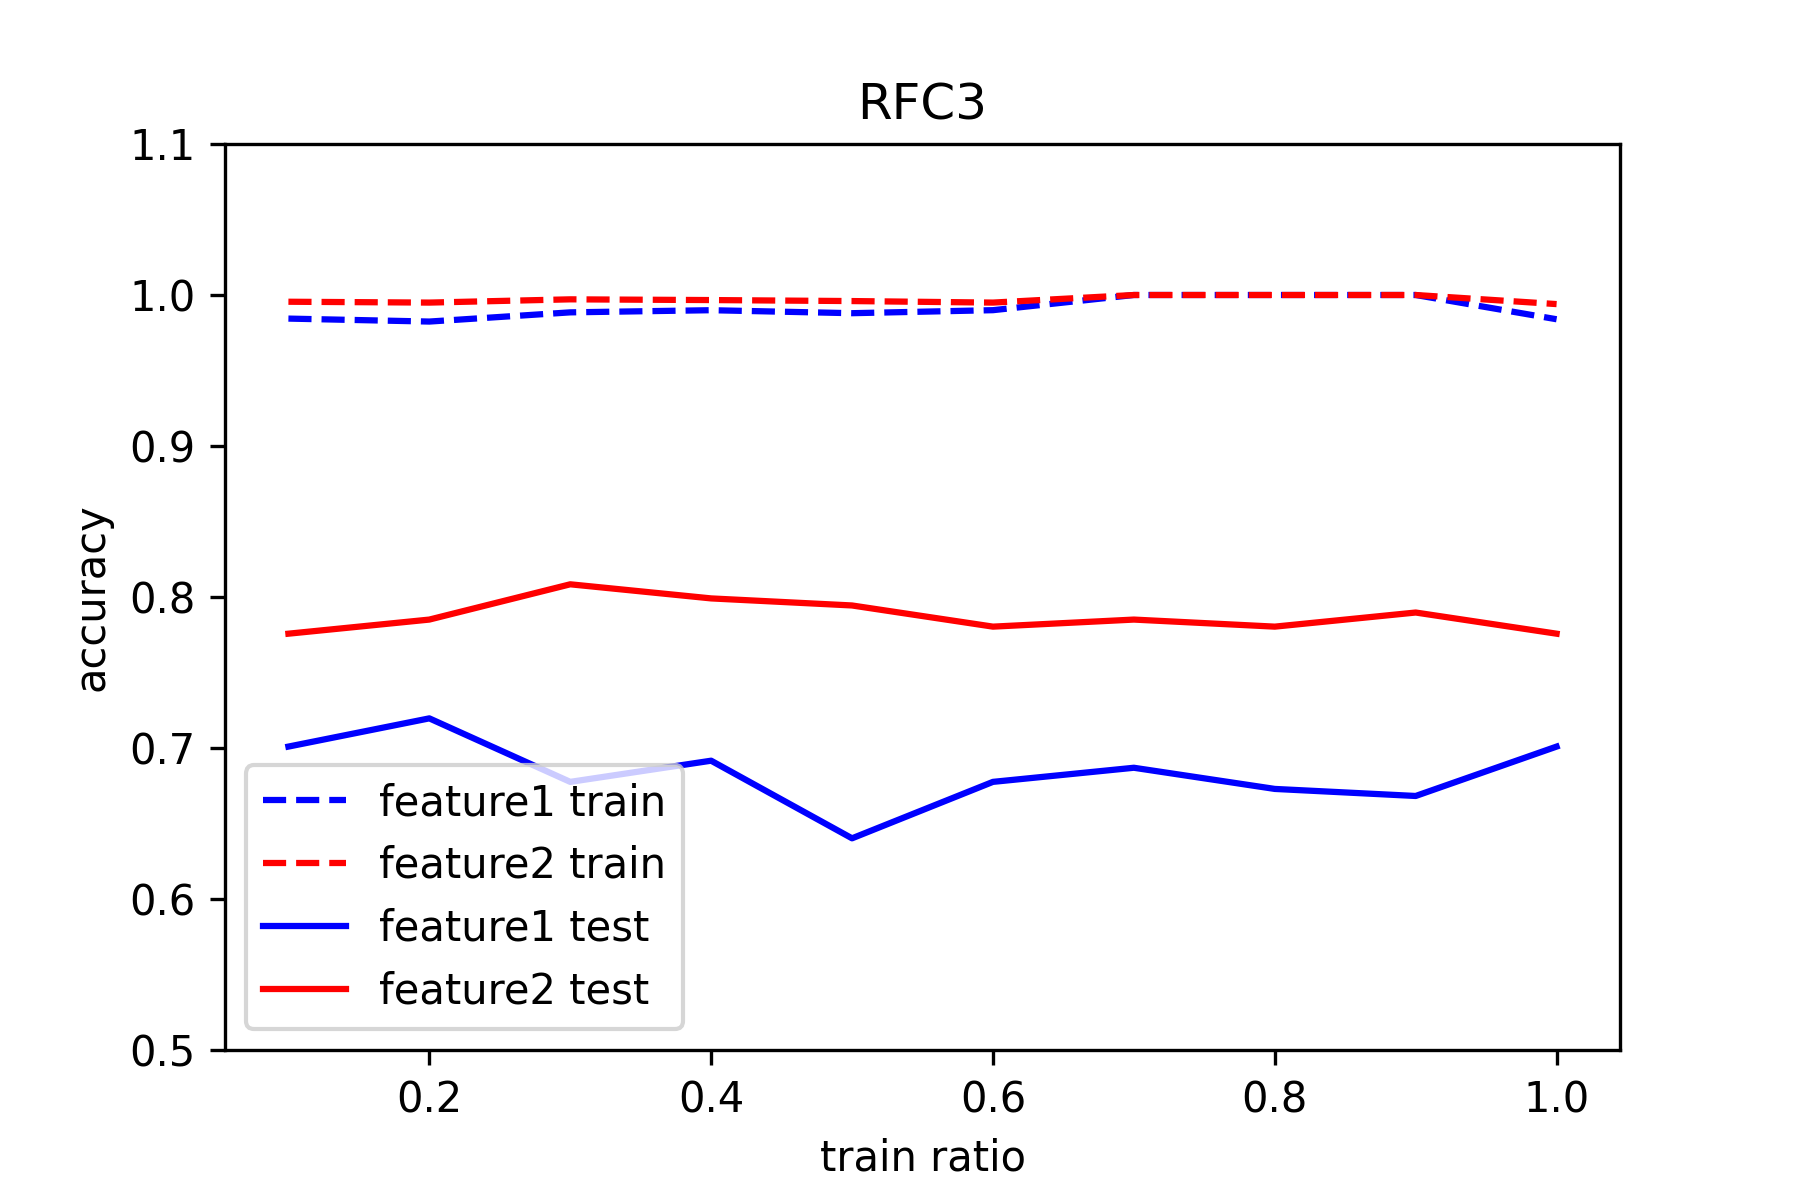 RFC3
1.1
1.0
0.9
0.8
0.7
0.6
0.5
accuracy
feature1 train
feature2 train
feature1 test
feature2 test
0.2 0.4 0.6 0.8 1.0
train ratio